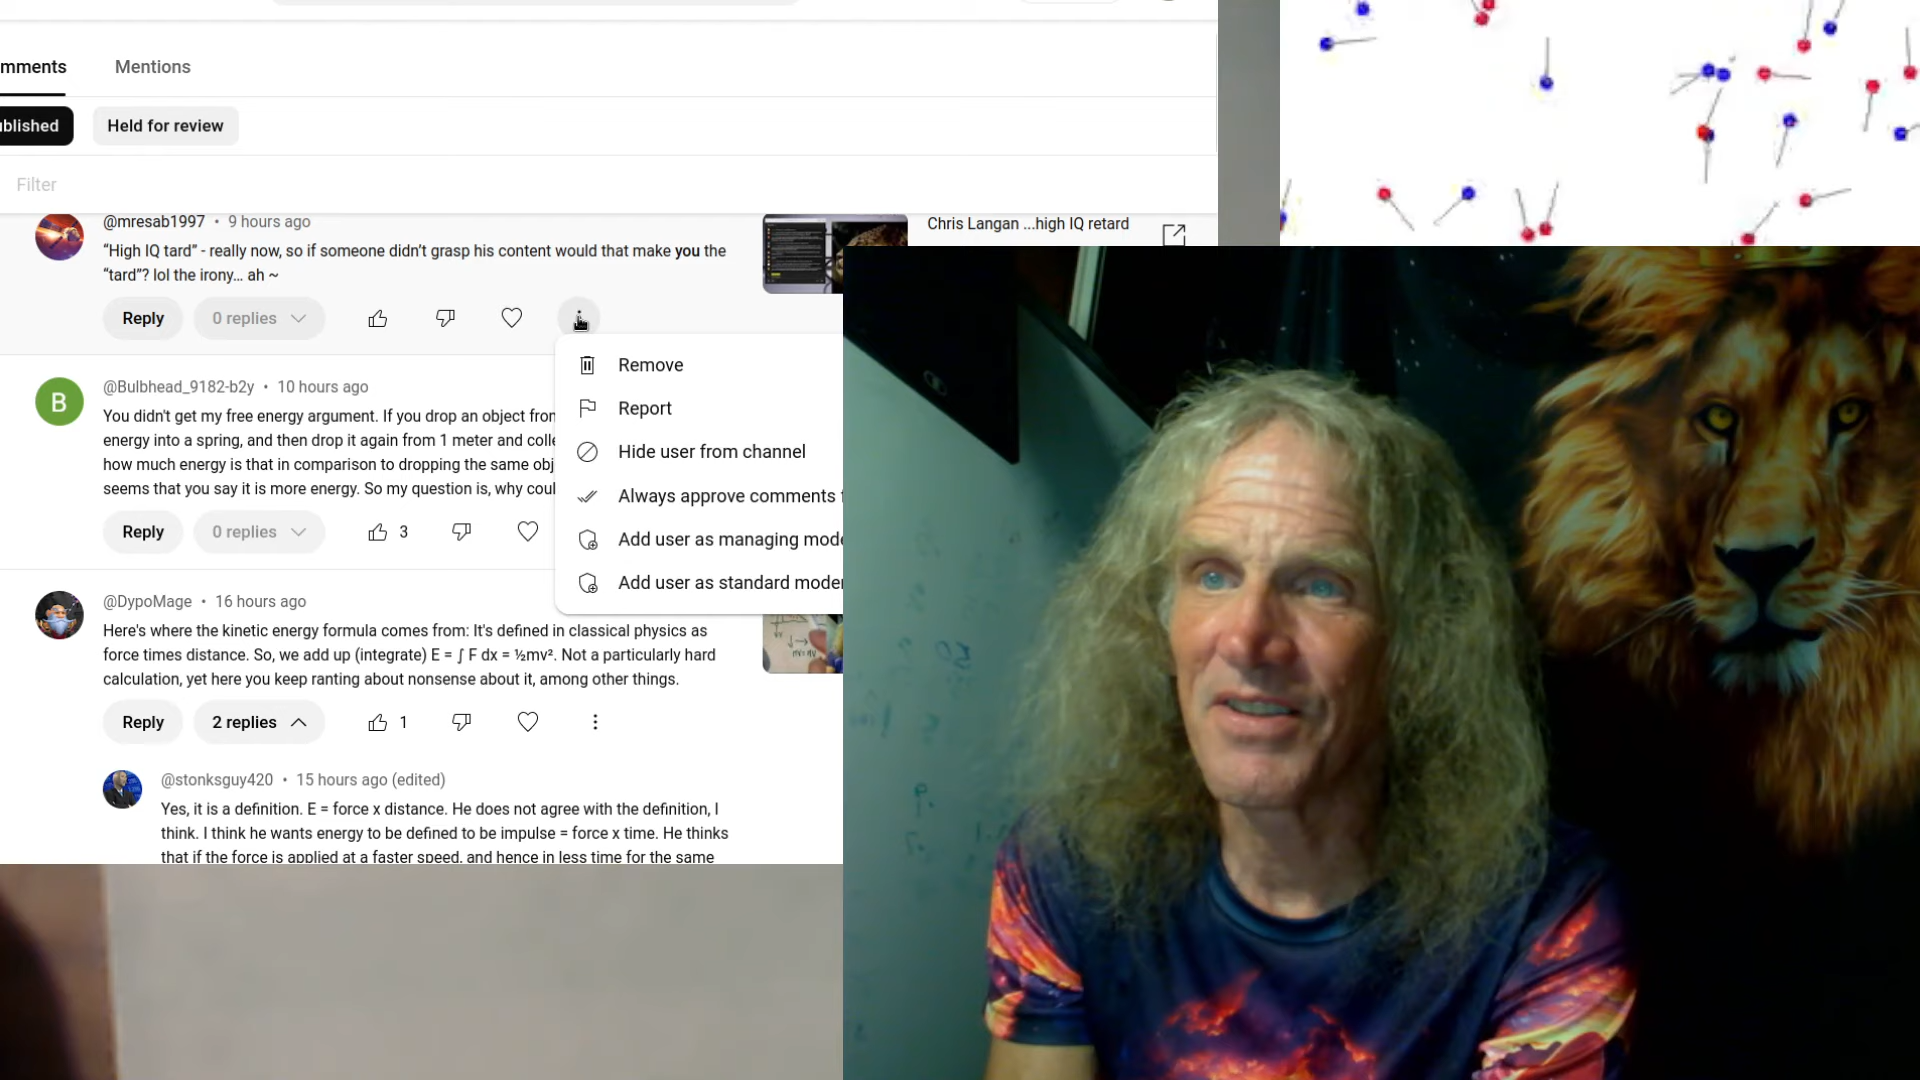 mments
Mentions
ublished
Held for review
Filter
@mresab1997 • 9 hours ago
“High IQ tard” - really now, so if someone didn’t grasp his content would that make you the
“tard”? lol the irony… ah ~
Reply
0 replies
Chris Langan ...high IQ retard
Remove
Report
Hide user from channel
Always approve comments f
Add user as managing mode
Add user as standard moder
B
@Bulbhead_9182-b2y • 10 hours ago
You didn't get my free energy argument. If you drop an object fron
energy into a spring, and then drop it again from 1 meter and colle
how much energy is that in comparison to dropping the same obj
seems that you say it is more energy. So my question is, why coul
Reply
0 replies
3
@DypoMage • 16 hours ago
Here's where the kinetic energy formula comes from: It's defined in classical physics as
force times distance. So, we add up (integrate) E = ∫ F dx = ½mv². Not a particularly hard
calculation, yet here you keep ranting about nonsense about it, among other things.
Reply
2 replies
1
@stonksguy420 • 15 hours ago (edited)
Yes, it is a definition. E = force x distance. He does not agree with the definition, I
think. I think he wants energy to be defined to be impulse = force x time. He thinks
that if the force is applied at a faster speed, and hence in less time for the same